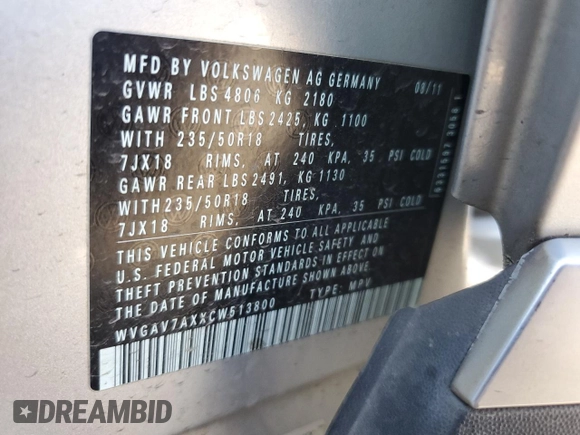 MFD BY VOLKSWAGEN AG GERMANY 08/11
GVWR LBS 4806 KG 2180
GAWR FRONT LBS 2425, KG 1100
WITH 235/50R18 TIRES,
7JX18 RIMS, AT 240 KPA, 35 PSI COLD
GAWR REAR LBS 2491, KG 1130
WITH 235/50R18 TIRES,
7JX18 RIMS, AT 240 KPA, 35 PSI COLD
THIS VEHICLE CONFORMS TO ALL APPLICABLE
U.S. FEDERAL MOTOR VEHICLE SAFETY AND
THEFT PREVENTION STANDARDS IN EFFECT ON
THE DATE OF MANUFACTURE SHOWN ABOVE.
WVGAV7AXXCW513800 TYPE: MPV
DREAMBID